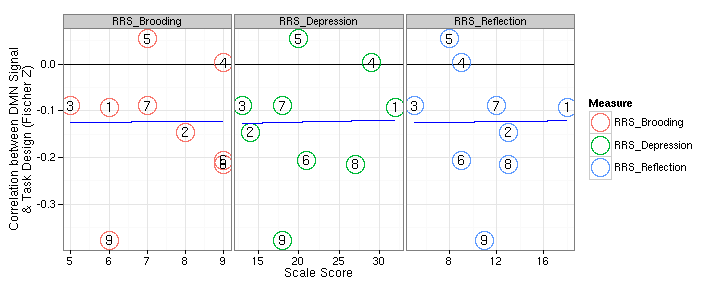 RRS_Brooding RRS_Depression RRS_Reflection
5 5 5
0.0 4 4 4
3 1 7 3 7 1 3 7 1 Measure
-0.1 RRS_Brooding
2 2 2
RRS_Depression
-0.2 6 8 6 8 6 8
RRS_Reflection
-0.3
9 9 9
5 6 7 8 9 15 20 25 30 8 12 16
Scale Score
Correlation between DMN Signal
& Task Design (Fischer Z)